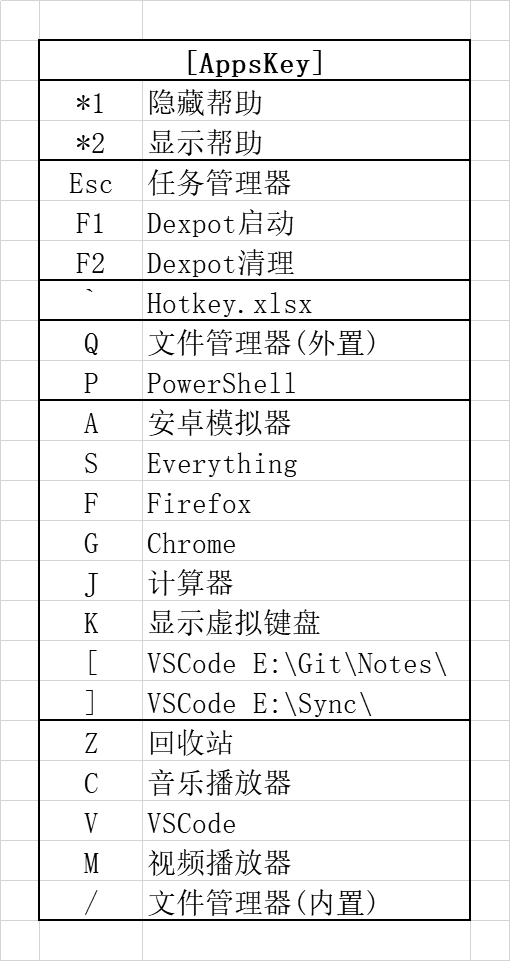 [AppsKey]
*1 隐藏帮助
*2 显示帮助
Esc 任务管理器
F1 Dexpot启动
F2 Dexpot清理
` Hotkey.xlsx
Q 文件管理器(外置)
P PowerShell
A 安卓模拟器
S Everything
F Firefox
G Chrome
J 计算器
K 显示虚拟键盘
[ VSCode E:\Git\Notes\
] VSCode E:\Sync\
Z 回收站
C 音乐播放器
V VSCode
M 视频播放器
/ 文件管理器(内置)